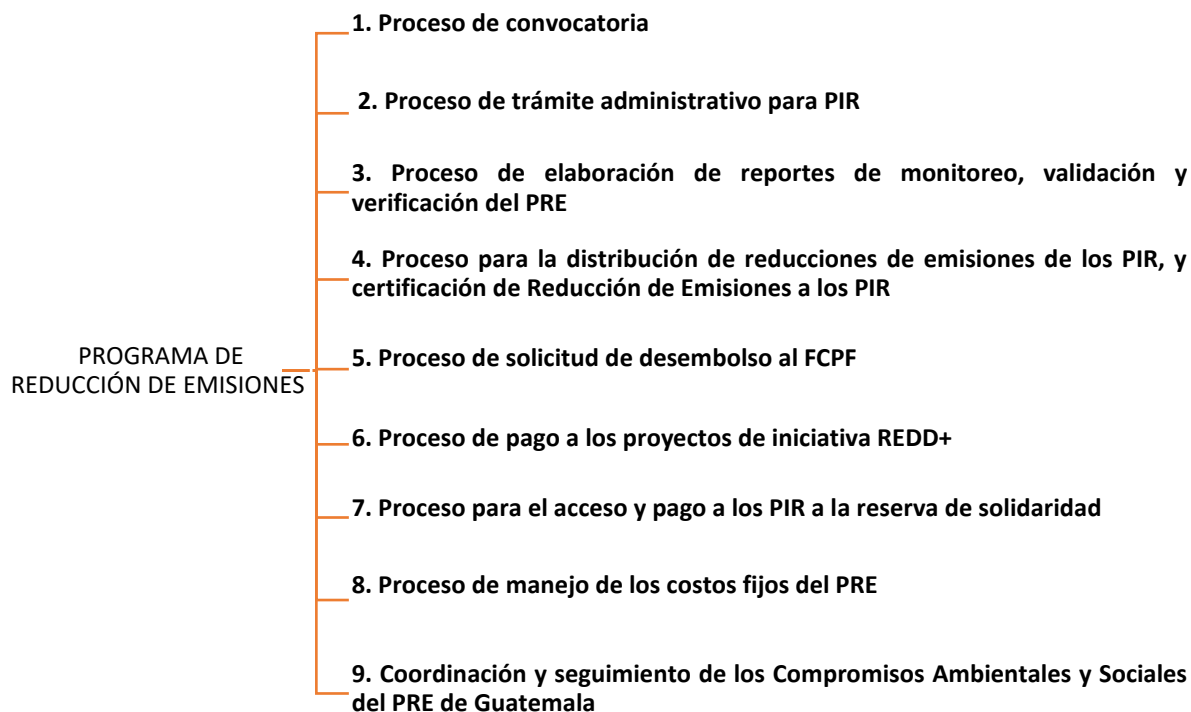 1. Proceso de convocatoria
2. Proceso de trámite administrativo para PIR
3. Proceso de elaboración de reportes de monitoreo, validación y
verificación del PRE
4. Proceso para la distribución de reducciones de emisiones de los PIR, y
certificación de Reducción de Emisiones a los PIR
PROGRAMA DE
REDUCCIÓN DE EMISIONES
5. Proceso de solicitud de desembolso al FCPF
6. Proceso de pago a los proyectos de iniciativa REDD+
7. Proceso para el acceso y pago a los PIR a la reserva de solidaridad
8. Proceso de manejo de los costos fijos del PRE
9. Coordinación y seguimiento de los Compromisos Ambientales y Sociales
del PRE de Guatemala